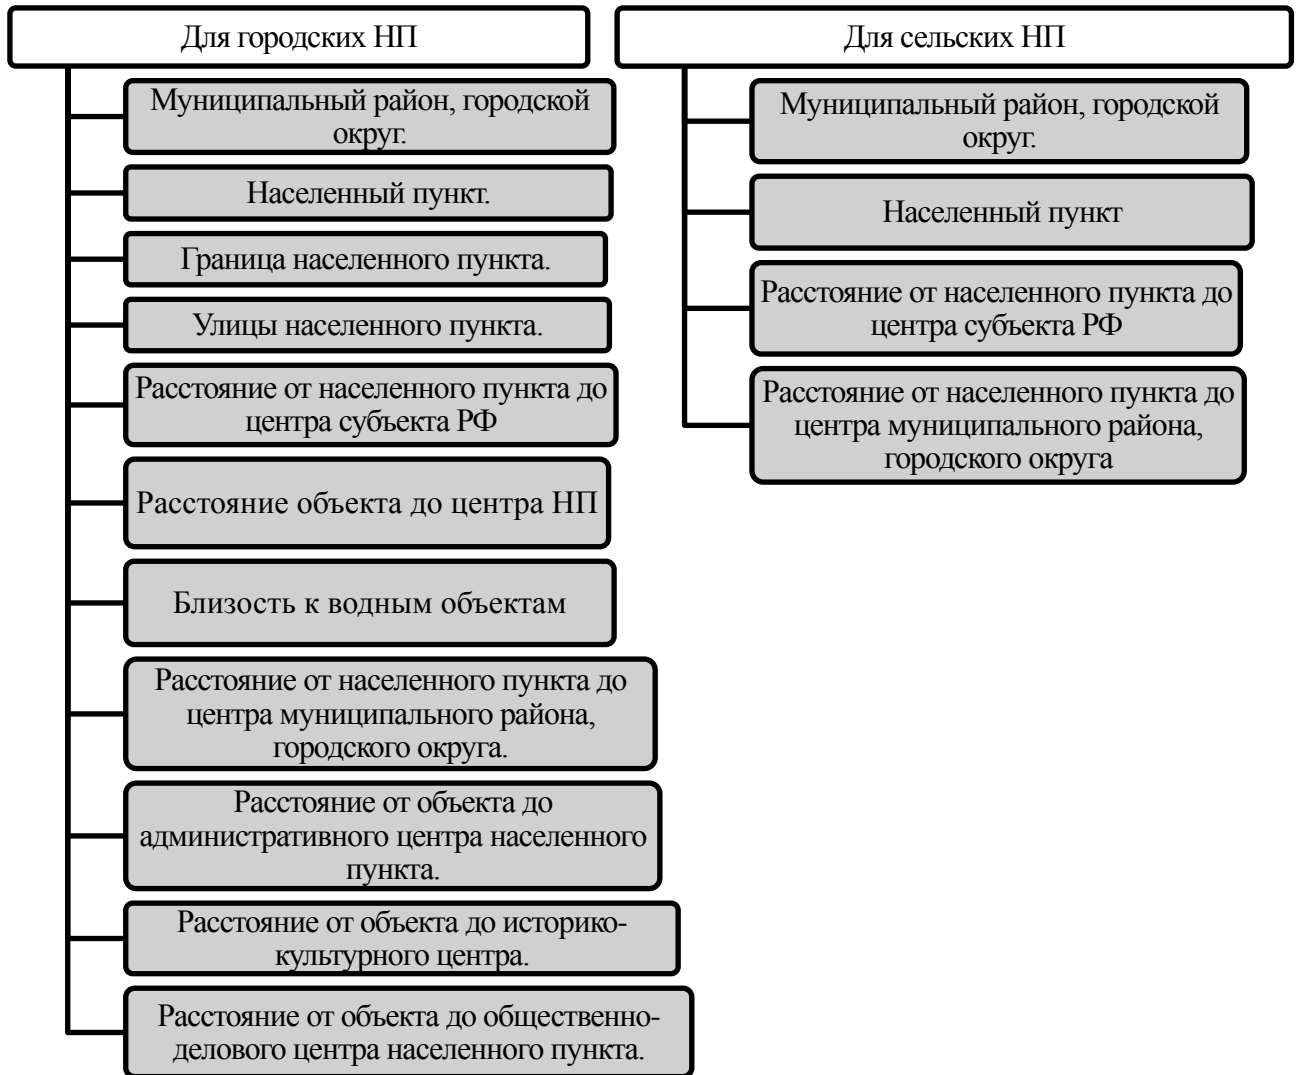 Для городских НП
Муниципальный район, городской
округ.
Населенный пункт.
Граница населенного пункта.
Улицы населенного пункта.
Расстояние от населенного пункта до
центра субъекта РФ
Расстояние объекта до центра НП
Близость к водным объектам
Расстояние от населенного пункта до
центра муниципального района,
городского округа.
Расстояние от объекта до
административного центра населенного
пункта.
Расстояние от объекта до историко-
культурного центра.
Расстояние от объекта до общественно-
делового центра населенного пункта.
Для сельских НП
Муниципальный район, городской
округ.
Населенный пункт
Расстояние от населенного пункта до
центра субъекта РФ
Расстояние от населенного пункта до
центра муниципального района,
городского округа